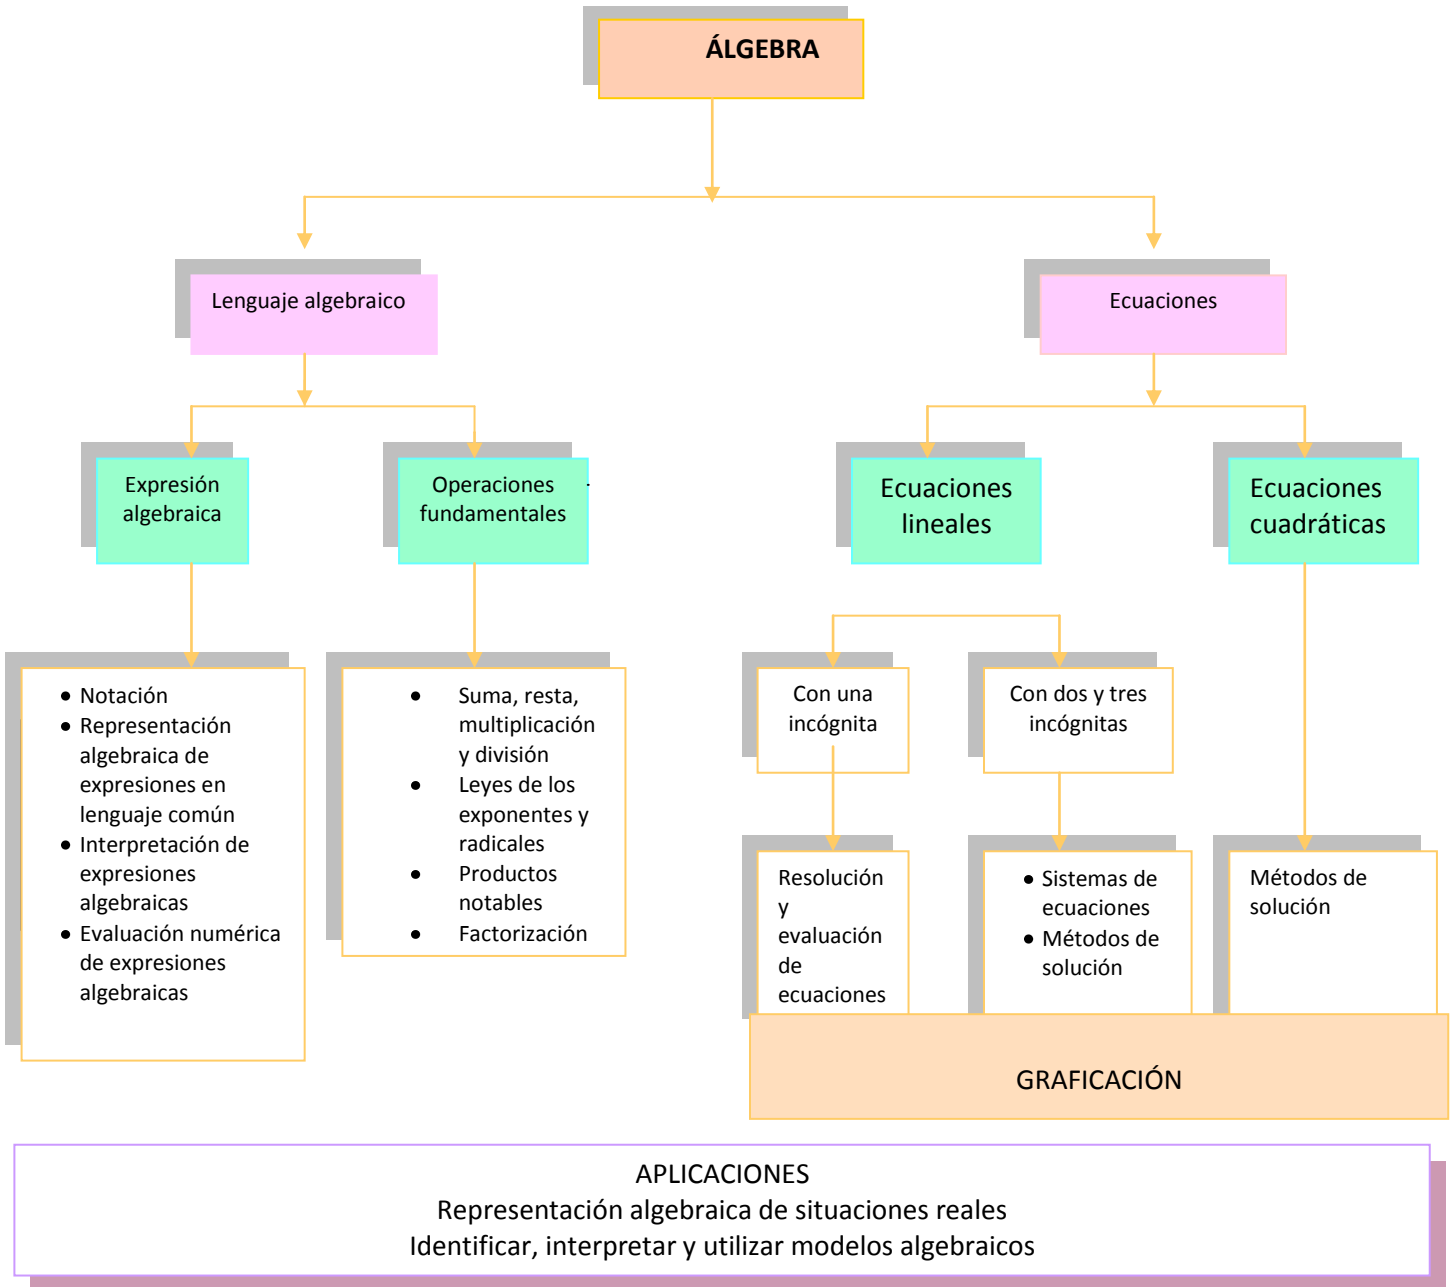 ÁLGEBRA
Lenguaje algebraico
Ecuaciones
Expresión
algebraica
Operaciones
fundamentales
Ecuaciones
lineales
Ecuaciones
cuadráticas
• Notación
• Representación
algebraica de
expresiones en
lenguaje común
• Interpretación de
expresiones
algebraicas
• Evaluación numérica
de expresiones
algebraicas
• Suma, resta,
multiplicación
y división
• Leyes de los
exponentes y
radicales
• Productos
notables
• Factorización
Con una
incógnita
Con dos y tres
incógnitas
Resolución
y
evaluación
de
ecuaciones
• Sistemas de
ecuaciones
• Métodos de
solución
Métodos de
solución
GRAFICACIÓN
APLICACIONES
Representación algebraica de situaciones reales
Identificar, interpretar y utilizar modelos algebraicos